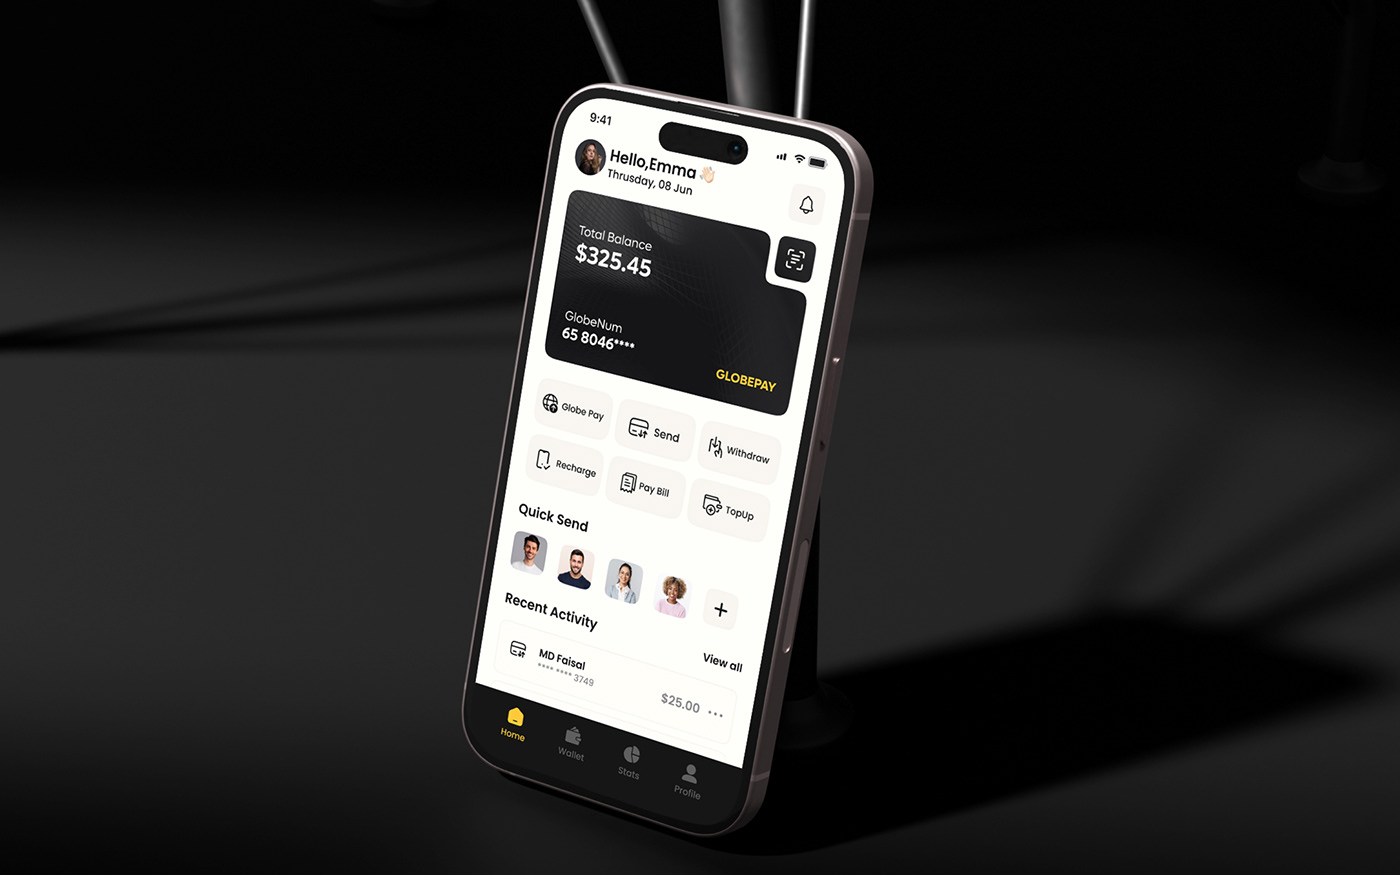 9:41
Hello,Emma 👋🏻
Thrusday, 08 Jun
Total Balance
$325.45
GlobeNum
65 8046****
GLOBEPAY
Globe Pay
Send
Withdraw
Recharge
Pay Bill
TopUp
Quick Send
Recent Activity
View all
MD Faisal
**** **** 3749
$25.00
Home
Wallet
Stats
Profile